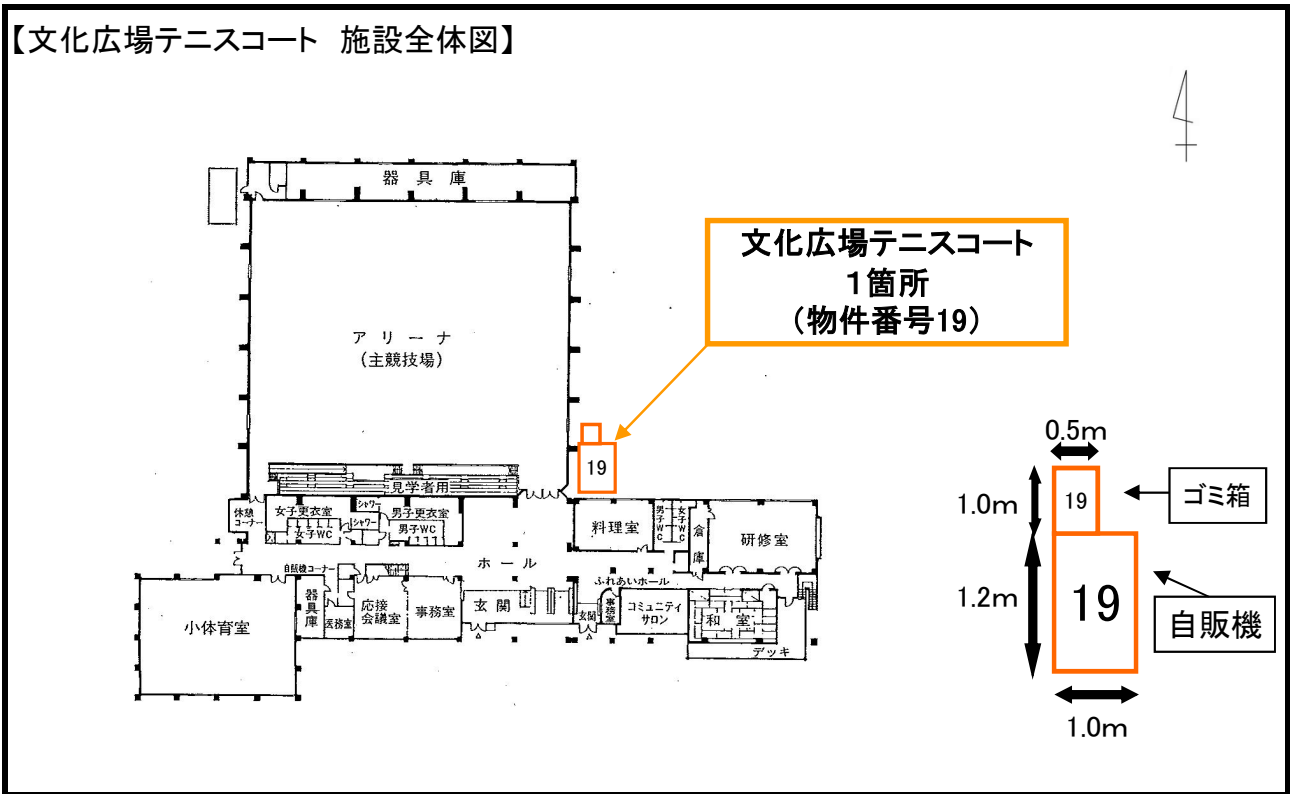 【文化広場テニスコート 施設全体図】
器具庫
アリーナ
(主競技場)
文化広場テニスコート
1箇所
(物件番号19)
19
見学者用
休憩
コーナー
女子更衣室
シャワー
シャワー
男子更衣室
女子WC
男子WC
料理室
男子WC
女子WC
倉庫
研修室
ホール
自販機コーナー
ふれあいホール
小体育室
器具庫
医務室
応接
会議室
事務室
玄関
玄関
事務室
コミュニティ
サロン
和室
デッキ
0.5m
1.0m
19
ゴミ箱
1.2m
19
自販機
1.0m